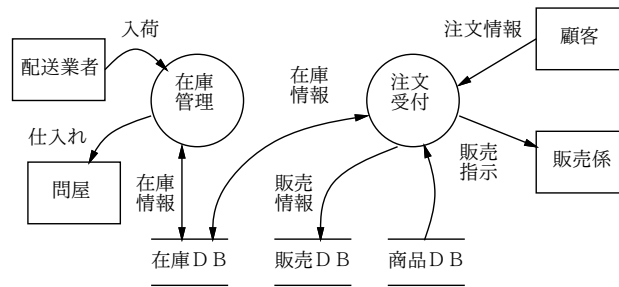 入荷
注文情報
顧客
配送業者
在庫
管理
在庫
情報
注文
受付
仕入れ
問屋
在庫
情報
販売
情報
販売
指示
販売係
在庫ＤＢ
販売ＤＢ
商品ＤＢ